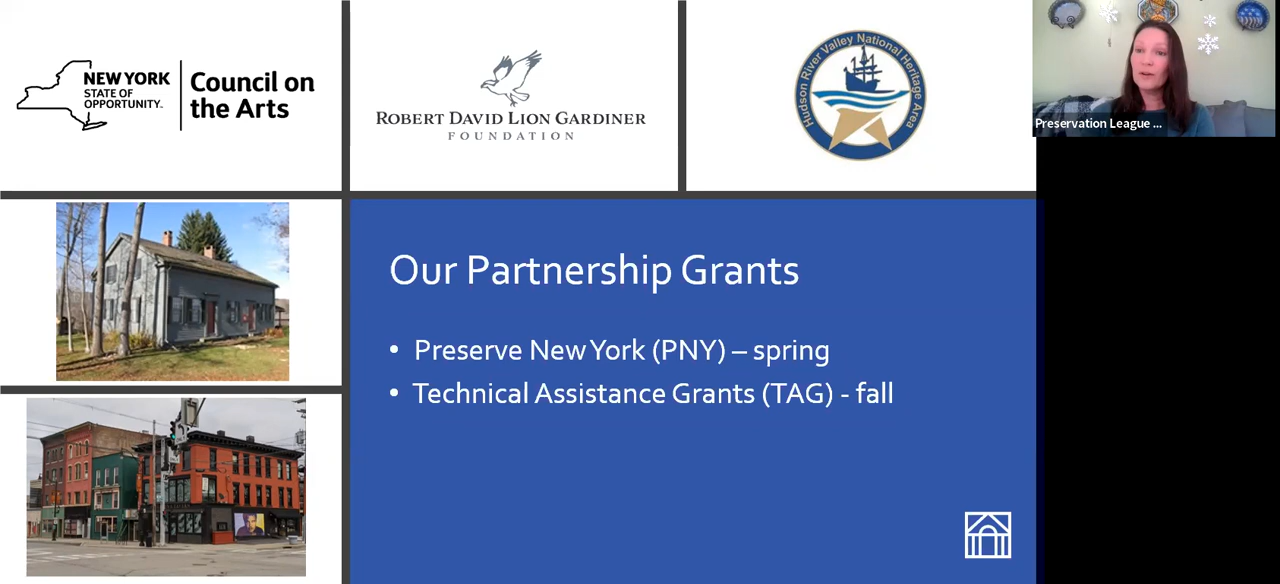 NEW YORK
STATE OF
OPPORTUNITY.
Council on
the Arts
ROBERT DAVID LION GARDINER
FOUNDATION
Hudson River Valley National Heritage Area
Preservation League ...
Our Partnership Grants
• Preserve New York (PNY) – spring
• Technical Assistance Grants (TAG) - fall